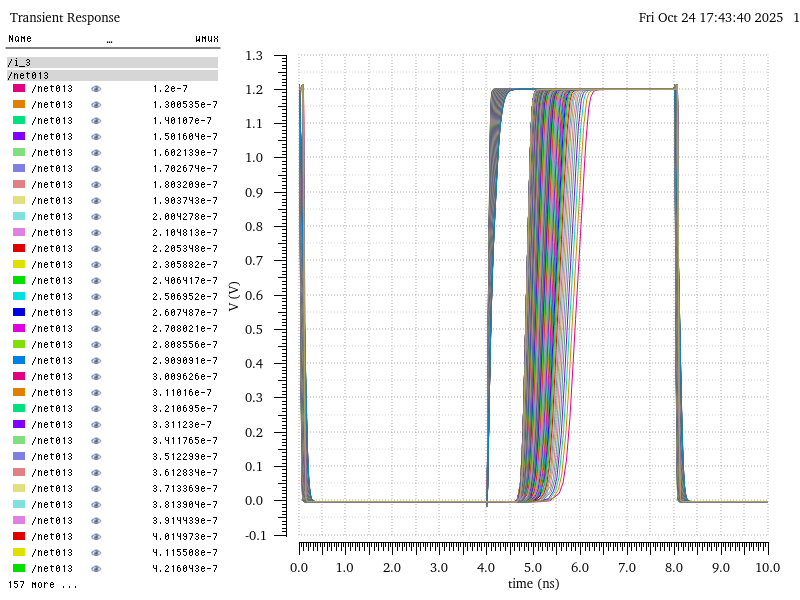 Transient Response
Fri Oct 24 17:43:40 2025 1
Name ... wmux
/i_3
/net013
/net013 1.2e-7
/net013 1.300535e-7
/net013 1.40107e-7
/net013 1.501604e-7
/net013 1.602139e-7
/net013 1.702674e-7
/net013 1.803209e-7
/net013 1.903743e-7
/net013 2.004278e-7
/net013 2.104813e-7
/net013 2.205348e-7
/net013 2.305882e-7
/net013 2.406417e-7
/net013 2.506952e-7
/net013 2.607487e-7
/net013 2.708021e-7
/net013 2.808556e-7
/net013 2.909091e-7
/net013 3.009626e-7
/net013 3.11016e-7
/net013 3.210695e-7
/net013 3.31123e-7
/net013 3.411765e-7
/net013 3.512299e-7
/net013 3.612834e-7
/net013 3.713369e-7
/net013 3.813904e-7
/net013 3.914439e-7
/net013 4.014973e-7
/net013 4.115508e-7
/net013 4.216043e-7
157 more ...
V (V)
1.3
1.2
1.1
1.0
0.9
0.8
0.7
0.6
0.5
0.4
0.3
0.2
0.1
0.0
-0.1
0.0 1.0 2.0 3.0 4.0 5.0 6.0 7.0 8.0 9.0 10.0
time (ns)